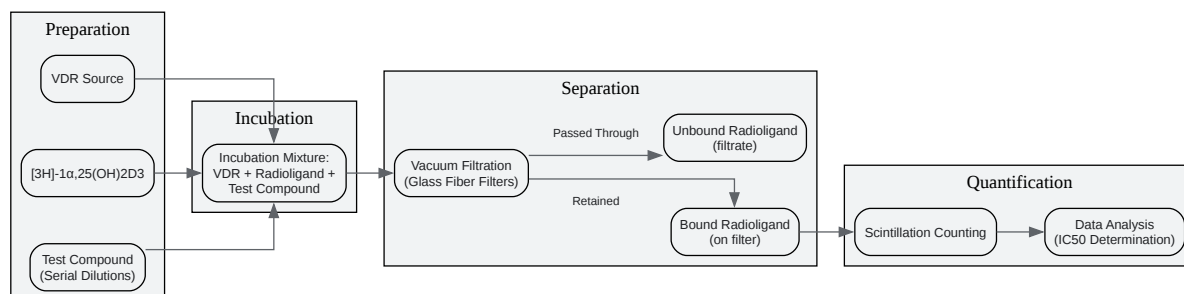 Preparation
VDR Source
[3H]-1α,25(OH)2D3
Test Compound
(Serial Dilutions)
Incubation
Incubation Mixture:
VDR + Radioligand +
Test Compound
Separation
Vacuum Filtration
(Glass Fiber Filters)
Passed Through
Retained
Unbound Radioligand
(filtrate)
Bound Radioligand
(on filter)
Quantification
Scintillation Counting
Data Analysis
(IC50 Determination)